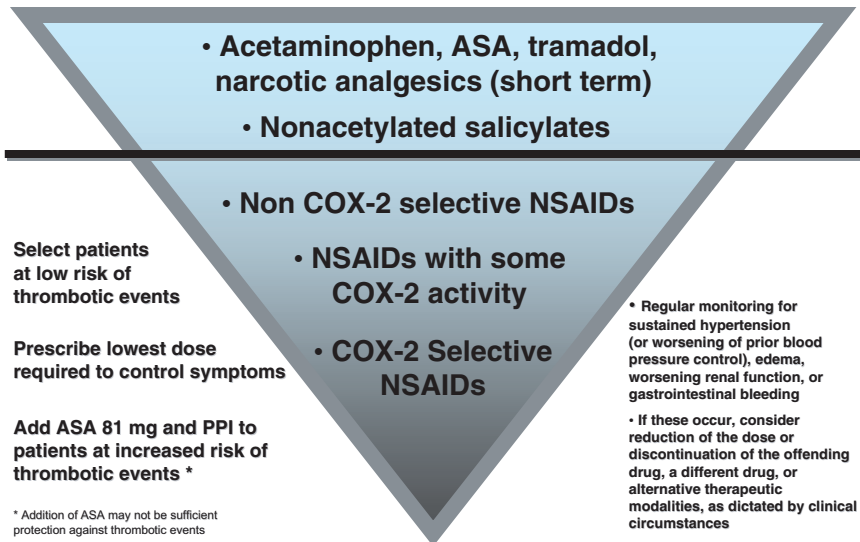 • Acetaminophen, ASA, tramadol,
narcotic analgesics (short term)
• Nonacetylated salicylates
• Non COX-2 selective NSAIDs
• NSAIDs with some
COX-2 activity
• COX-2 Selective
NSAIDs
Select patients
at low risk of
thrombotic events
Prescribe lowest dose
required to control symptoms
Add ASA 81 mg and PPI to
patients at increased risk of
thrombotic events *
* Addition of ASA may not be sufficient
protection against thrombotic events
• Regular monitoring for
sustained hypertension
(or worsening of prior blood
pressure control), edema,
worsening renal function, or
gastrointestinal bleeding
• If these occur, consider
reduction of the dose or
discontinuation of the offending
drug, a different drug, or
alternative therapeutic
modalities, as dictated by clinical
circumstances